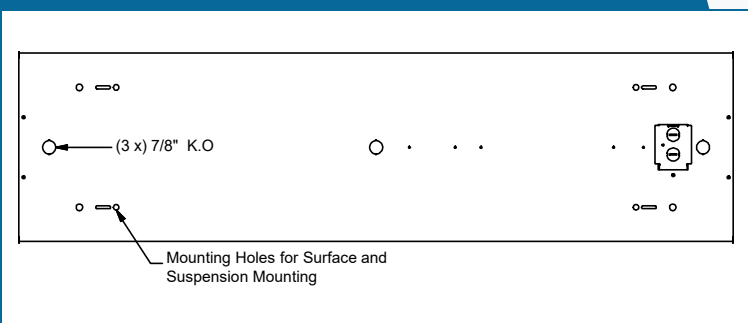 (3 x) 7/8" K.O
Mounting Holes for Surface and
Suspension Mounting